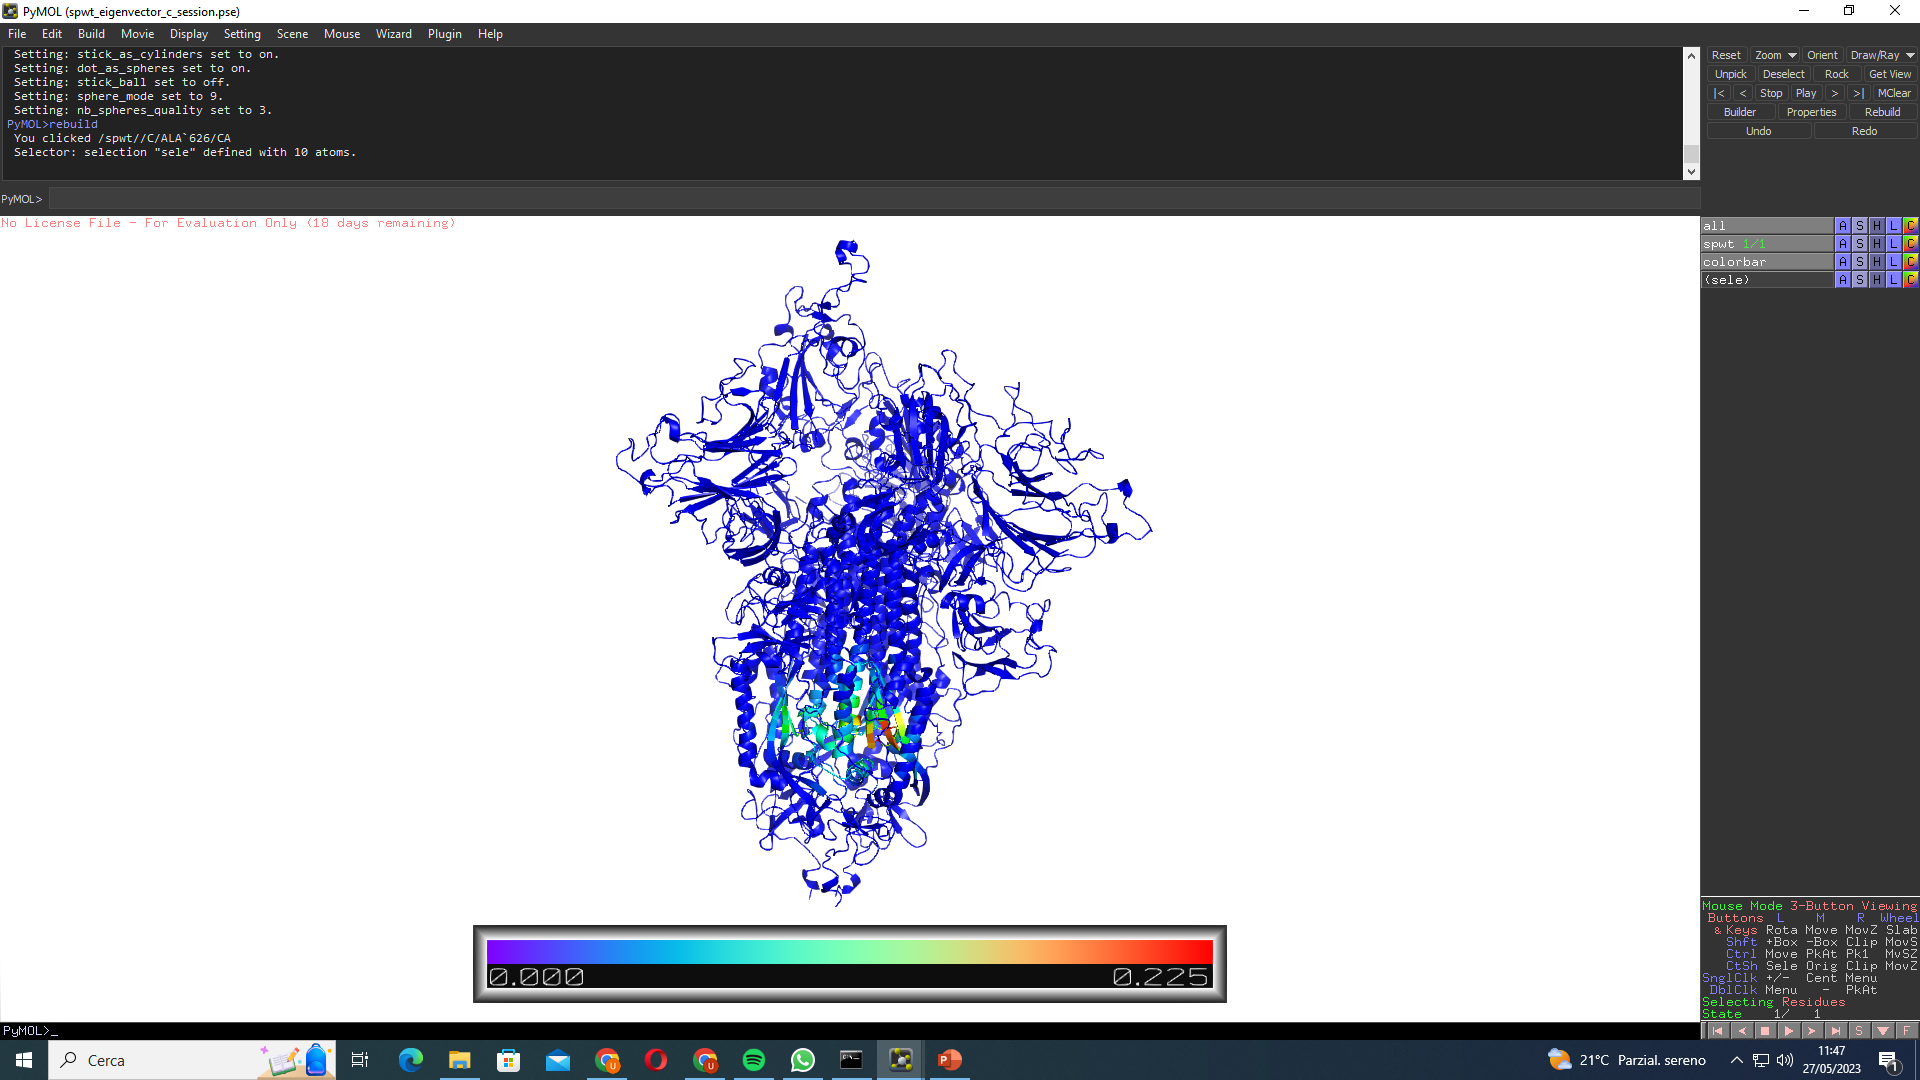 PyMOL (spwt_eigenvector_c_session.pse)
File Edit Build Movie Display Setting Scene Mouse Wizard Plugin Help
Setting: stick_as_cylinders set to on.
Setting: dot_as_spheres set to on.
Setting: stick_ball set to off.
Setting: sphere_mode set to 9.
Setting: nb_spheres_quality set to 3.
PyMOL>rebuild
You clicked /spwt//C/ALA`626/CA
Selector: selection "sele" defined with 10 atoms.
PyMOL>
Reset Zoom Orient Draw/Ray
Unpick Deselect Rock Get View
|< < Stop Play > >| MClear
Builder Properties Rebuild
Undo Redo
No License File - For Evaluation Only (18 days remaining)
all A S H L C
spwt 1/1 A S H L C
colorbar A S H L C
(sele) A S H L C
0.000 0.225
Mouse Mode 3-Button Viewing
Buttons L M R Wheel
& Keys Rota Move MovZ Slab
Shft +Box -Box Clip MovS
Ctrl Move PkAt Pk1 MvSZ
CtSh Sele Orig Clip MovZ
SnglClk +/- Cent Menu
DblClk Menu - PkAt
Selecting Residues
State 1/ 1
S F
PyMOL>_
Cerca
21°C Parzial. sereno
11:47
27/05/2023
1